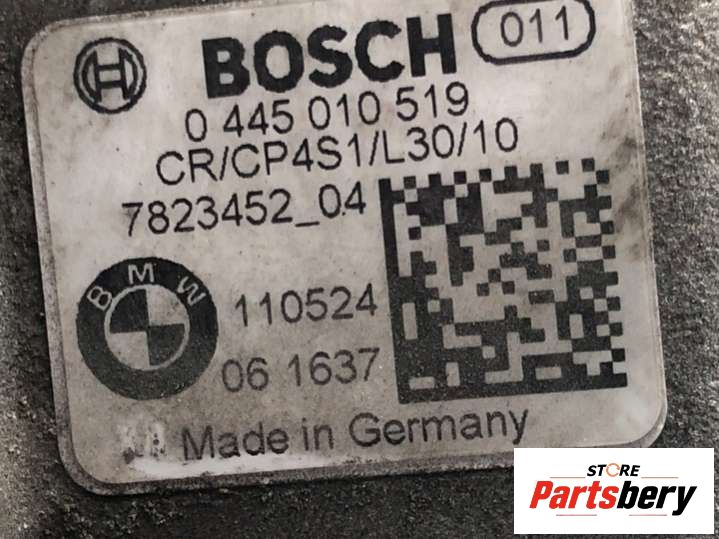 BOSCH 011
0 445 010 519
CR/CP4S1/L30/10
7823452_04
BMW
110524
06 1637
Made in Germany
STORE
Partsbery